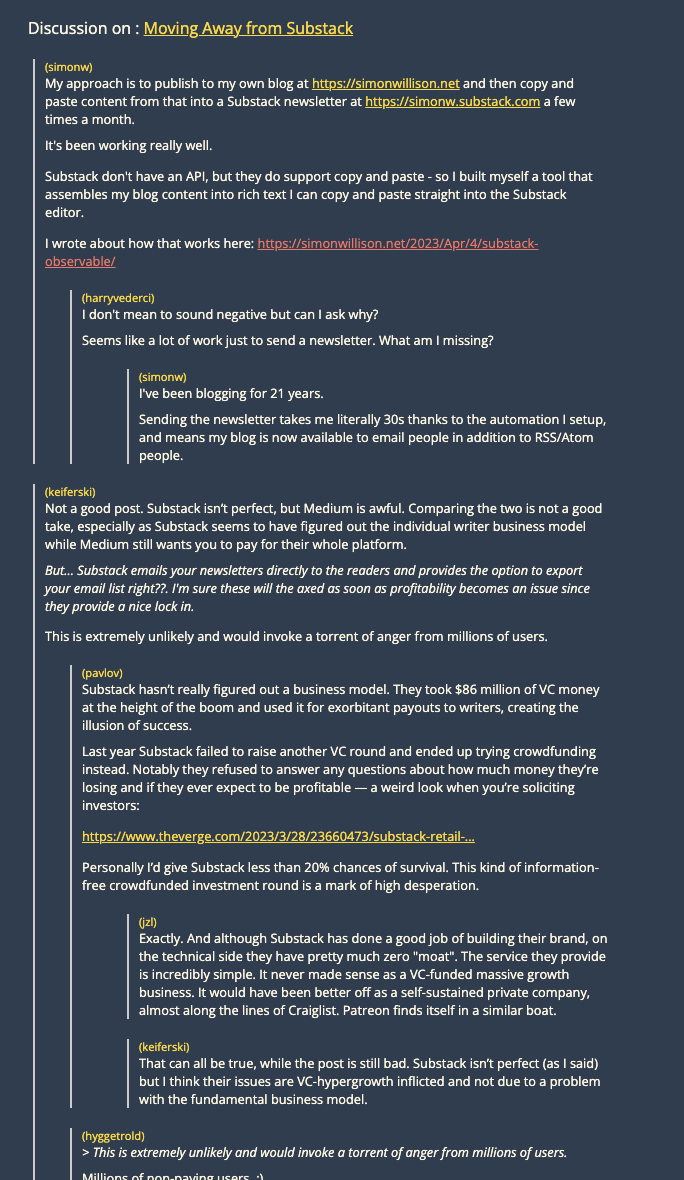 Discussion on : Moving Away from Substack
(simonw)
My approach is to publish to my own blog at https://simonwillison.net and then copy and
paste content from that into a Substack newsletter at https://simonw.substack.com a few
times a month.
It's been working really well.
Substack don't have an API, but they do support copy and paste - so I built myself a tool that
assembles my blog content into rich text I can copy and paste straight into the Substack
editor.
I wrote about how that works here: https://simonwillison.net/2023/Apr/4/substack-
observable/
(harryvederci)
I don't mean to sound negative but can I ask why?
Seems like a lot of work just to send a newsletter. What am I missing?
(simonw)
I've been blogging for 21 years.
Sending the newsletter takes me literally 30s thanks to the automation I setup,
and means my blog is now available to email people in addition to RSS/Atom
people.
(keiferski)
Not a good post. Substack isn’t perfect, but Medium is awful. Comparing the two is not a good
take, especially as Substack seems to have figured out the individual writer business model
while Medium still wants you to pay for their whole platform.
But... Substack emails your newsletters directly to the readers and provides the option to export
your email list right??. I'm sure these will the axed as soon as profitability becomes an issue since
they provide a nice lock in.
This is extremely unlikely and would invoke a torrent of anger from millions of users.
(pavlov)
Substack hasn’t really figured out a business model. They took $86 million of VC money
at the height of the boom and used it for exorbitant payouts to writers, creating the
illusion of success.
Last year Substack failed to raise another VC round and ended up trying crowdfunding
instead. Notably they refused to answer any questions about how much money they’re
losing and if they ever expect to be profitable — a weird look when you’re soliciting
investors:
https://www.theverge.com/2023/3/28/23660473/substack-retail-...
Personally I’d give Substack less than 20% chances of survival. This kind of information-
free crowdfunded investment round is a mark of high desperation.
(jzl)
Exactly. And although Substack has done a good job of building their brand, on
the technical side they have pretty much zero "moat". The service they provide
is incredibly simple. It never made sense as a VC-funded massive growth
business. It would have been better off as a self-sustained private company,
almost along the lines of Craiglist. Patreon finds itself in a similar boat.
(keiferski)
That can all be true, while the post is still bad. Substack isn’t perfect (as I said)
but I think their issues are VC-hypergrowth inflicted and not due to a problem
with the fundamental business model.
(hyggetrold)
> This is extremely unlikely and would invoke a torrent of anger from millions of users.
Millions of non-paying users. :)